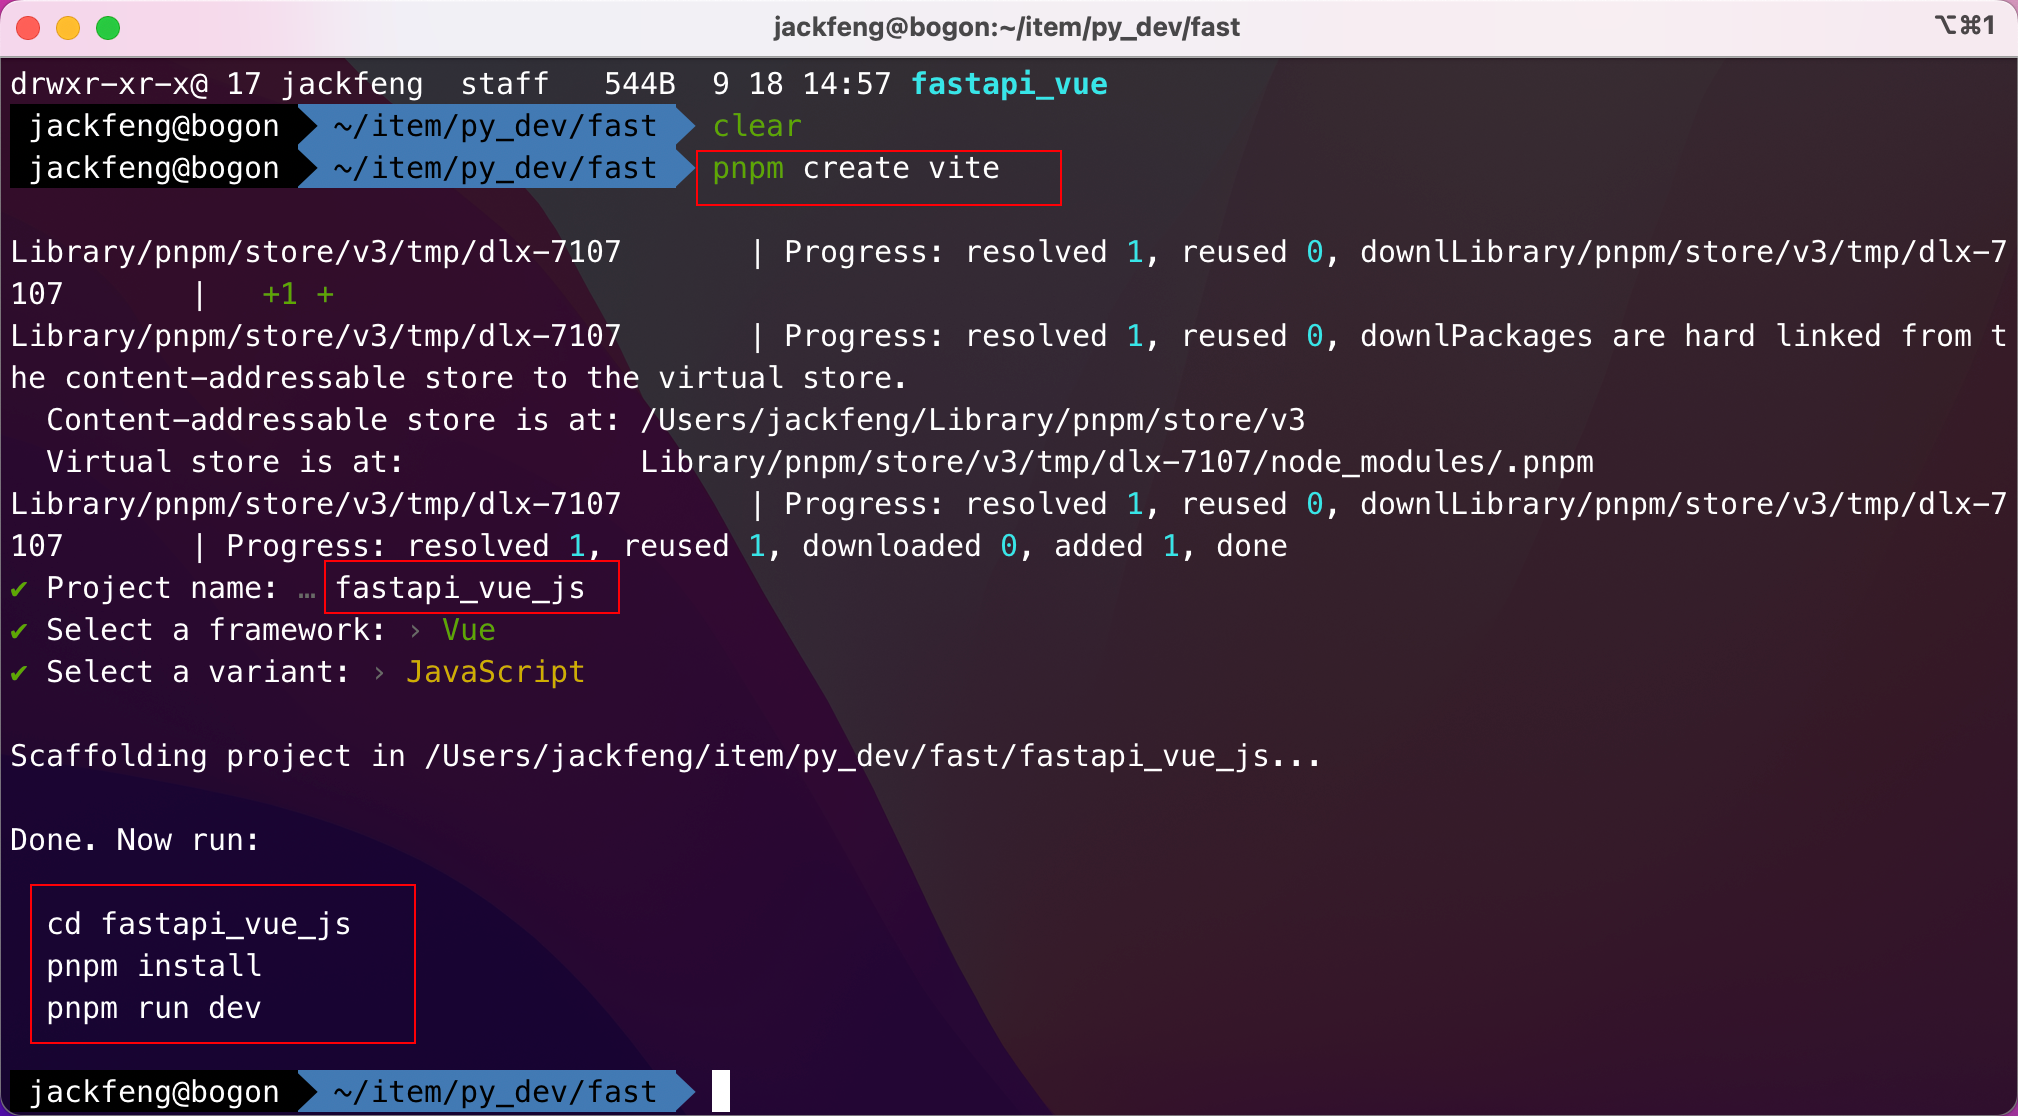 jackfeng@bogon:~/item/py_dev/fast ⌥⌘1
drwxr-xr-x@ 17 jackfeng  staff   544B  9 18 14:57 fastapi_vue
jackfeng@bogon ~/item/py_dev/fast clear
jackfeng@bogon ~/item/py_dev/fast pnpm create vite
Library/pnpm/store/v3/tmp/dlx-7107       | Progress: resolved 1, reused 0, downlLibrary/pnpm/store/v3/tmp/dlx-7
107       |   +1 +
Library/pnpm/store/v3/tmp/dlx-7107       | Progress: resolved 1, reused 0, downlPackages are hard linked from t
he content-addressable store to the virtual store.
  Content-addressable store is at: /Users/jackfeng/Library/pnpm/store/v3
  Virtual store is at:             Library/pnpm/store/v3/tmp/dlx-7107/node_modules/.pnpm
Library/pnpm/store/v3/tmp/dlx-7107       | Progress: resolved 1, reused 0, downlLibrary/pnpm/store/v3/tmp/dlx-7
107       | Progress: resolved 1, reused 1, downloaded 0, added 1, done
✔ Project name: … fastapi_vue_js
✔ Select a framework: › Vue
✔ Select a variant: › JavaScript
Scaffolding project in /Users/jackfeng/item/py_dev/fast/fastapi_vue_js...
Done. Now run:
  cd fastapi_vue_js
  pnpm install
  pnpm run dev
jackfeng@bogon ~/item/py_dev/fast